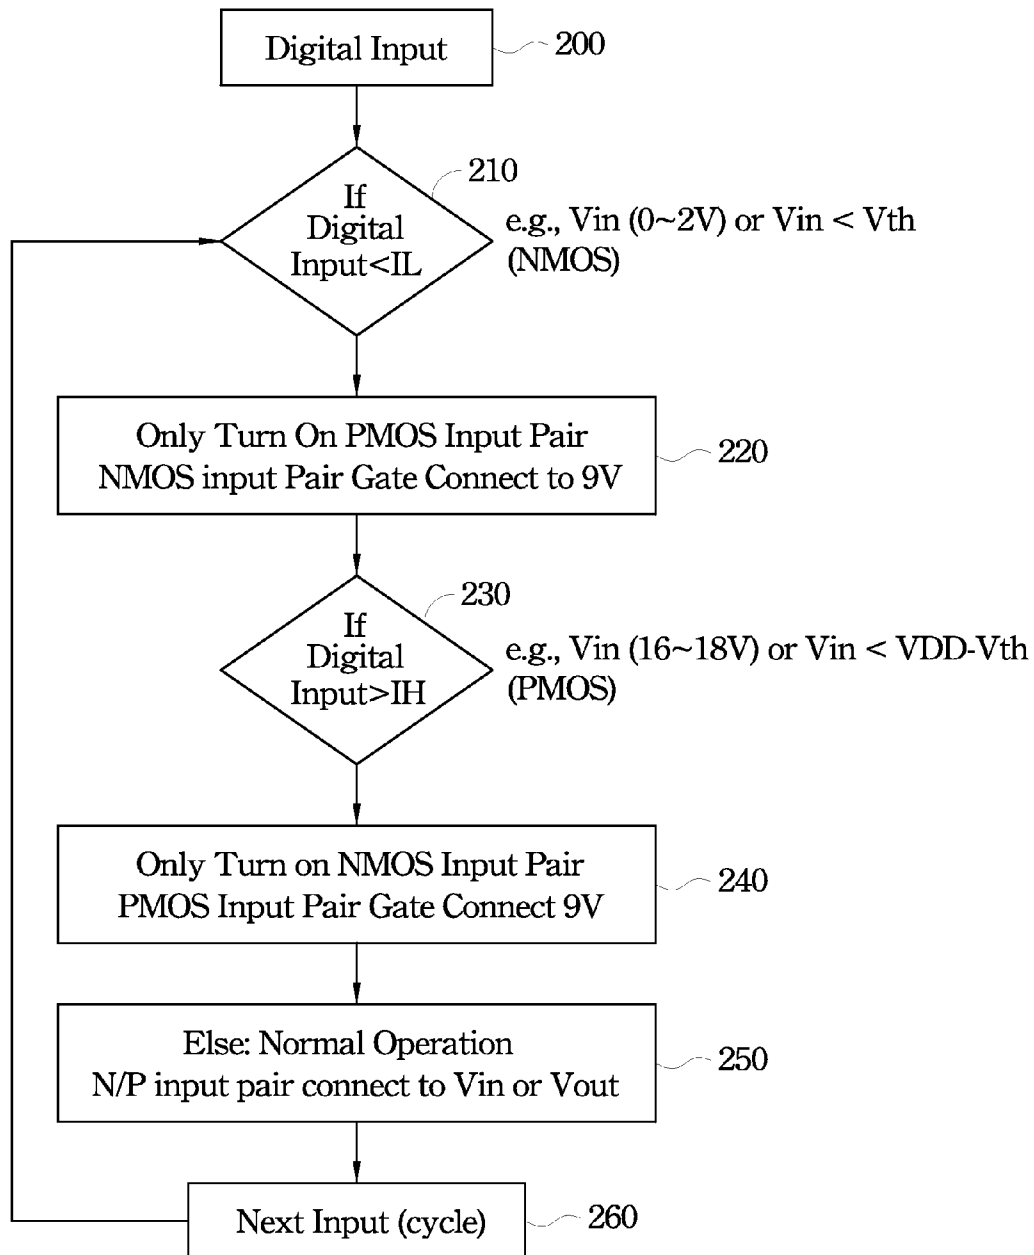 Digital Input
200
If
Digital
Input<IL
210
e.g., Vin (0~2V) or Vin < Vth
(NMOS)
Only Turn On PMOS Input Pair
NMOS input Pair Gate Connect to 9V
220
If
Digital
Input>IH
230
e.g., Vin (16~18V) or Vin < VDD-Vth
(PMOS)
Only Turn on NMOS Input Pair
PMOS Input Pair Gate Connect 9V
240
Else: Normal Operation
N/P input pair connect to Vin or Vout
250
Next Input (cycle)
260